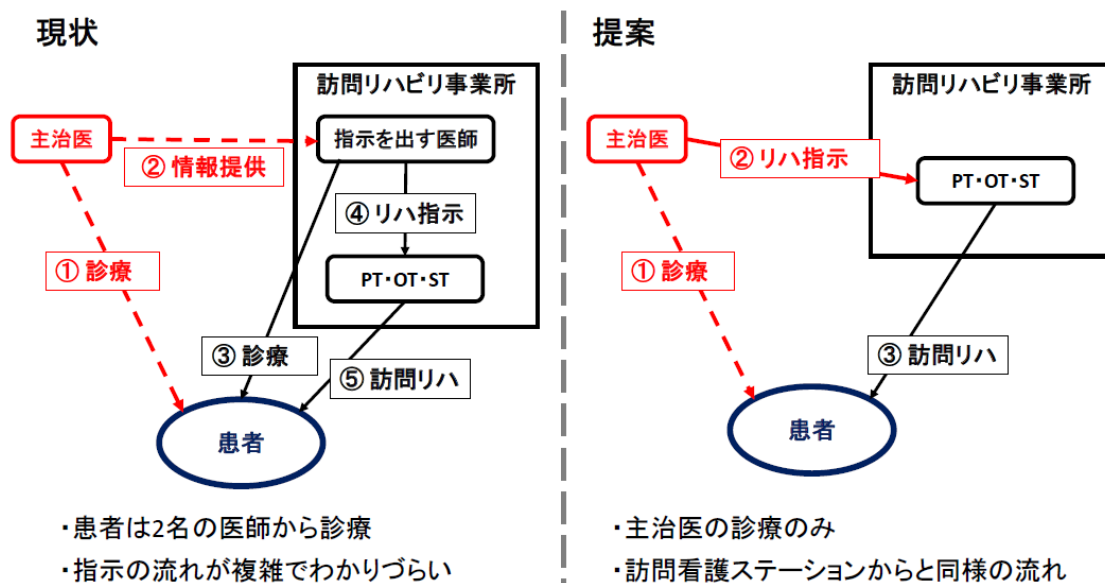 現状
訪問リハビリ事業所
主治医
指示を出す医師
② 情報提供
④ リハ指示
① 診療
PT・OT・ST
③ 診療
⑤ 訪問リハ
患者
・患者は2名の医師から診療
・指示の流れが複雑でわかりづらい
提案
訪問リハビリ事業所
主治医
② リハ指示
PT・OT・ST
① 診療
③ 訪問リハ
患者
・主治医の診療のみ
・訪問看護ステーションからと同様の流れ